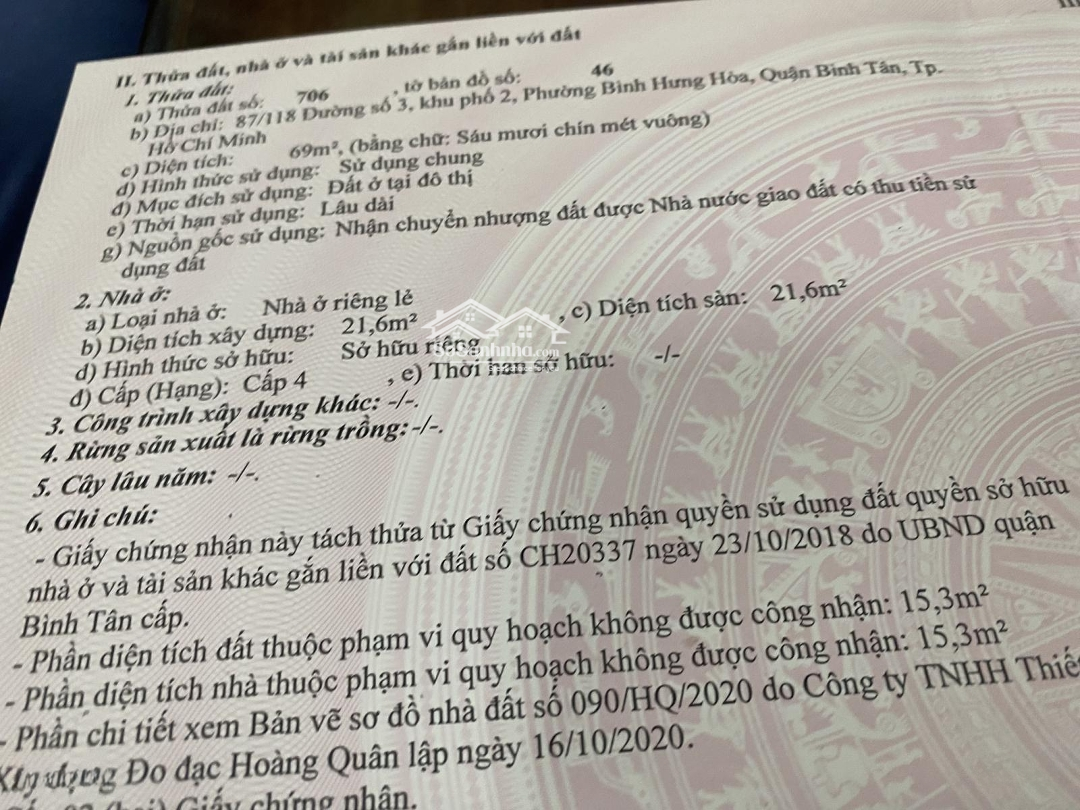 II. Thửa đất, nhà ở và tài sản khác gắn liền với đất
1. Thửa đất:
a) Thửa đất số: 706 , tờ bản đồ số: 46
b) Địa chỉ: 87/118 Đường số 3, khu phố 2, Phường Bình Hưng Hòa, Quận Bình Tân, Tp.
Hồ Chí Minh
c) Diện tích: 69m², (bằng chữ: Sáu mươi chín mét vuông)
d) Hình thức sử dụng: Sử dụng chung
đ) Mục đích sử dụng: Đất ở tại đô thị
e) Thời hạn sử dụng: Lâu dài
g) Nguồn gốc sử dụng: Nhận chuyển nhượng đất được Nhà nước giao đất có thu tiền sử
dụng đất
2. Nhà ở:
a) Loại nhà ở: Nhà ở riêng lẻ
b) Diện tích xây dựng: 21,6m² , c) Diện tích sàn: 21,6m²
d) Hình thức sở hữu: Sở hữu riêng
đ) Cấp (Hạng): Cấp 4 , e) Thời hạn sở hữu: -/-
3. Công trình xây dựng khác: -/-.
4. Rừng sản xuất là rừng trồng: -/-.
5. Cây lâu năm: -/-.
6. Ghi chú:
- Giấy chứng nhận này tách thửa từ Giấy chứng nhận quyền sử dụng đất quyền sở hữu
nhà ở và tài sản khác gắn liền với đất số CH20337 ngày 23/10/2018 do UBND quận
Bình Tân cấp.
- Phần diện tích đất thuộc phạm vi quy hoạch không được công nhận: 15,3m²
- Phần diện tích nhà thuộc phạm vi quy hoạch không được công nhận: 15,3m²
- Phần chi tiết xem Bản vẽ sơ đồ nhà đất số 090/HQ/2020 do Công ty TNHH Thiết
Xây dựng Đo đạc Hoàng Quân lập ngày 16/10/2020.
(hai) Giấy chứng nhận.